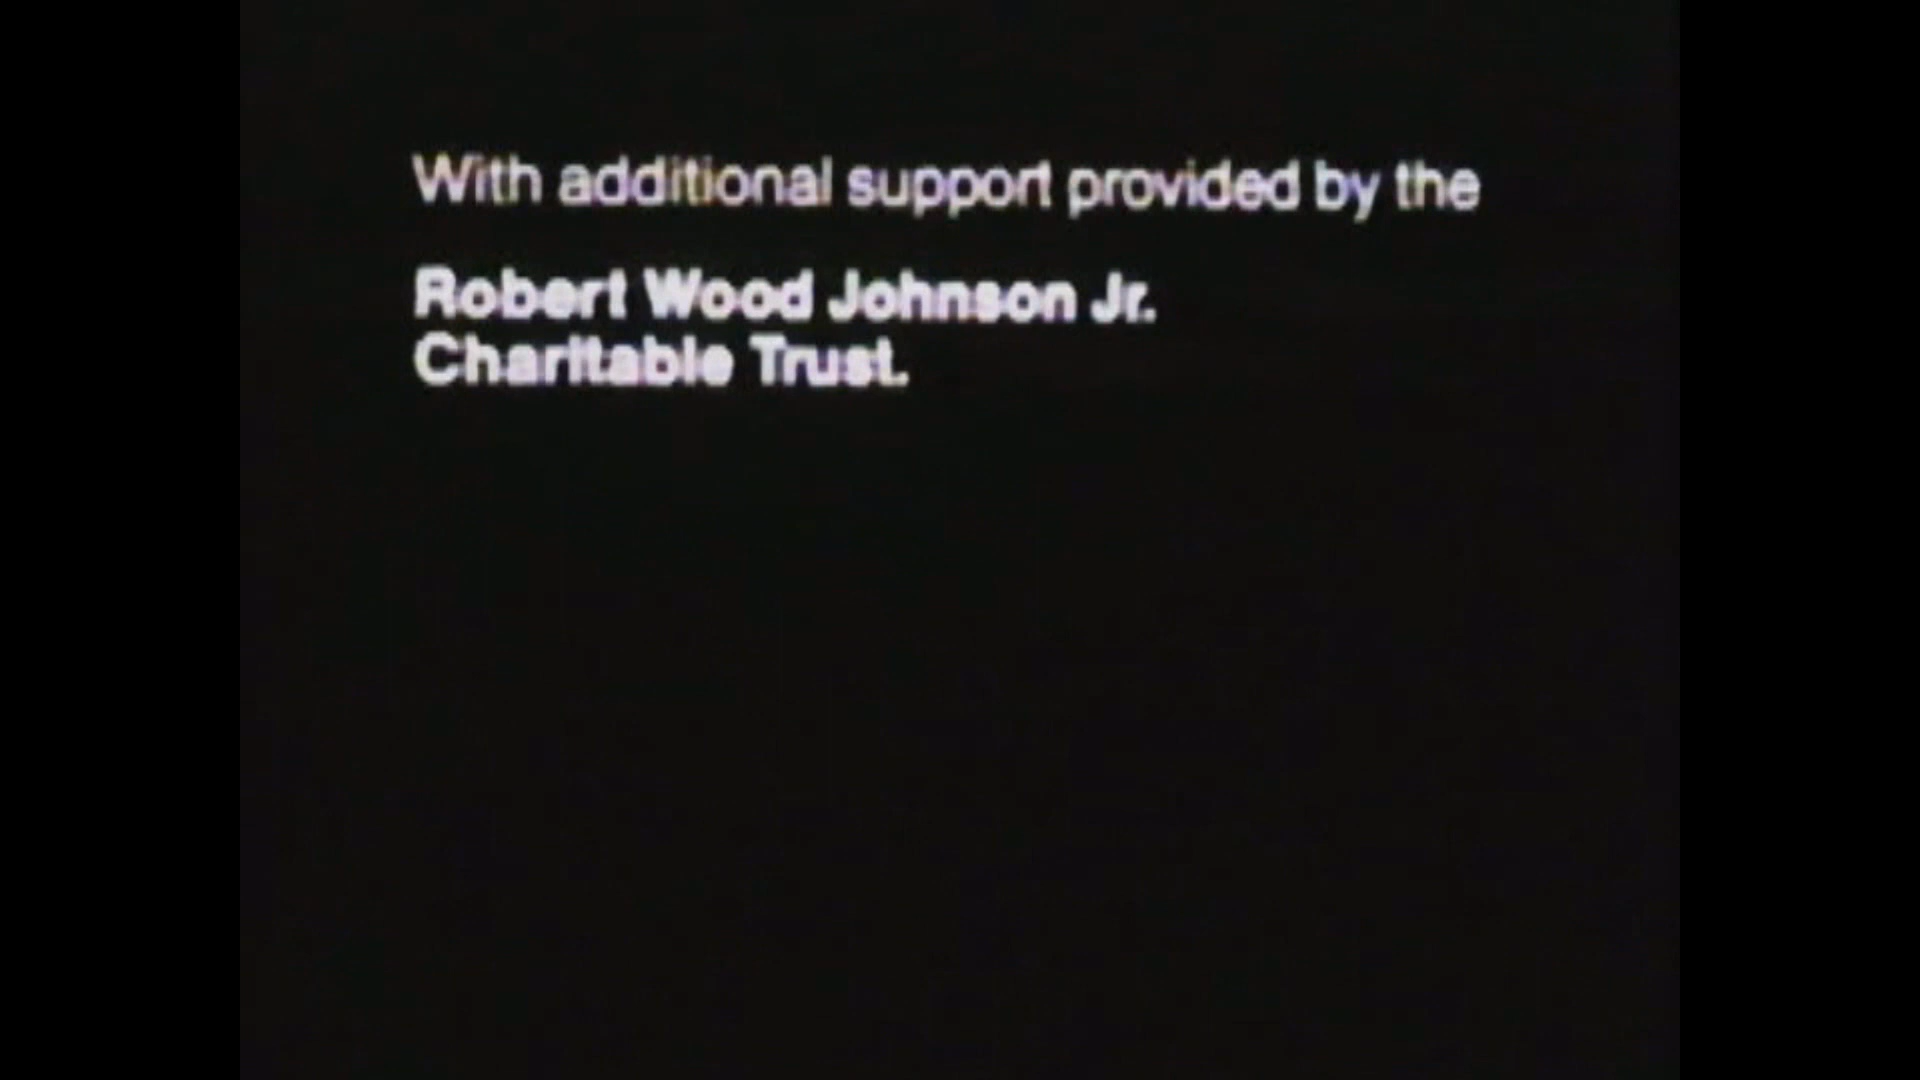 With additional support provided by the
Robert Wood Johnson Jr.
Charitable Trust.